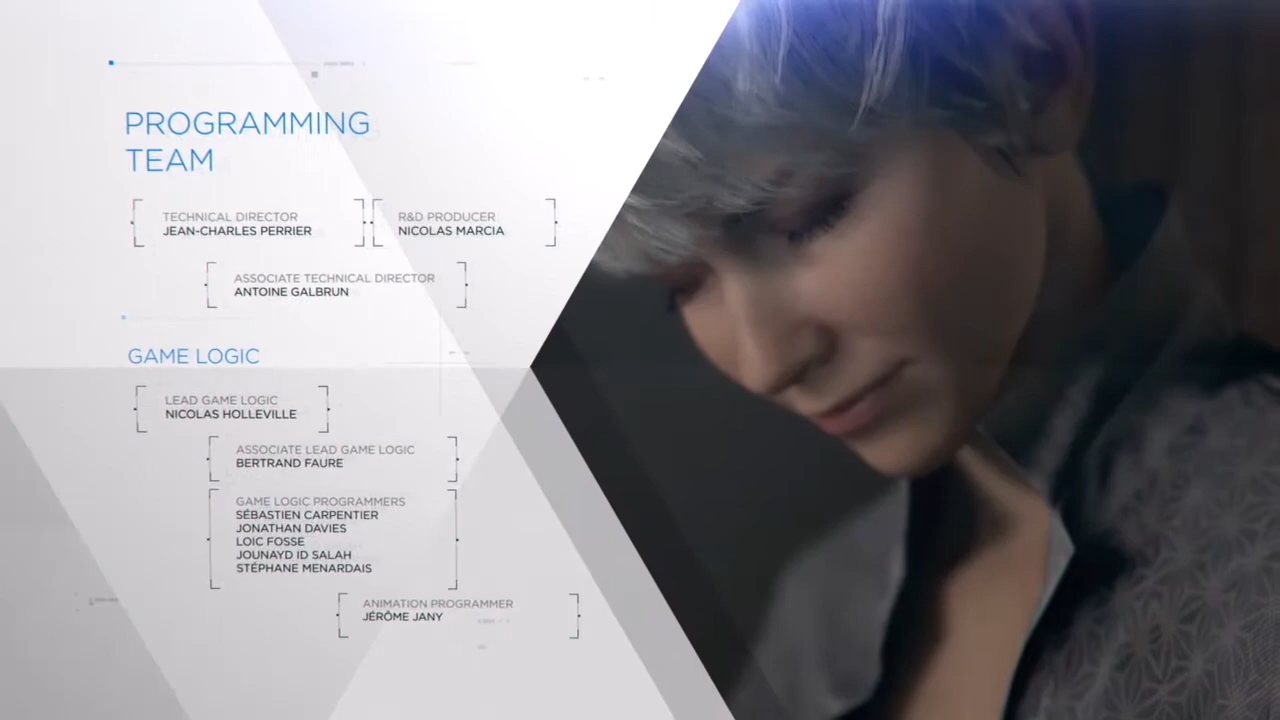 PROGRAMMING
TEAM
TECHNICAL DIRECTOR
JEAN-CHARLES PERRIER
R&D PRODUCER
NICOLAS MARCIA
ASSOCIATE TECHNICAL DIRECTOR
ANTOINE GALBRUN
GAME LOGIC
LEAD GAME LOGIC
NICOLAS HOLLEVILLE
ASSOCIATE LEAD GAME LOGIC
BERTRAND FAURE
GAME LOGIC PROGRAMMERS
SÉBASTIEN CARPENTIER
JONATHAN DAVIES
LOIC FOSSE
JOUNAYD ID SALAH
STÉPHANE MENARDAIS
ANIMATION PROGRAMMER
JÉRÔME JANY